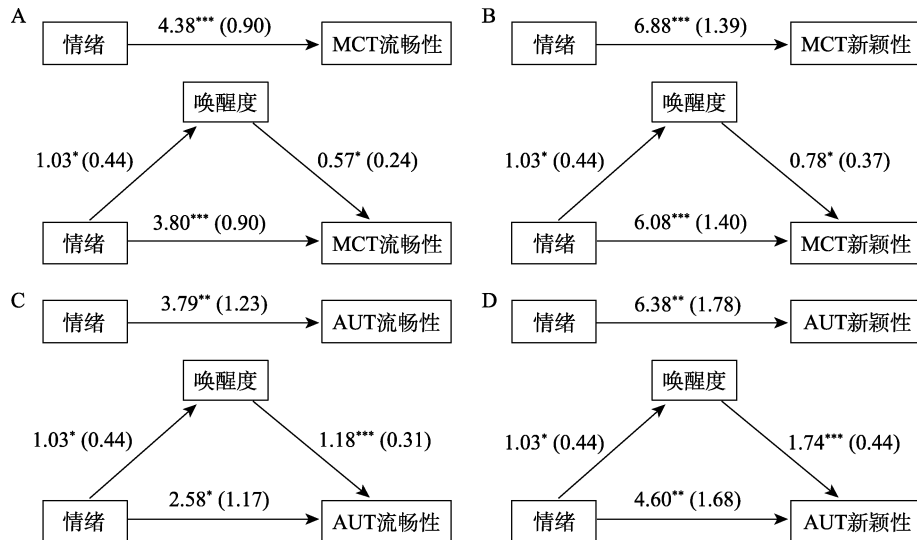 A
4.38*** (0.90)
情绪
MCT流畅性
唤醒度
1.03* (0.44)
0.57* (0.24)
3.80*** (0.90)
情绪
MCT流畅性
B
6.88*** (1.39)
情绪
MCT新颖性
唤醒度
1.03* (0.44)
0.78* (0.37)
6.08*** (1.40)
情绪
MCT新颖性
C
3.79** (1.23)
情绪
AUT流畅性
唤醒度
1.03* (0.44)
1.18*** (0.31)
2.58* (1.17)
情绪
AUT流畅性
D
6.38** (1.78)
情绪
AUT新颖性
唤醒度
1.03* (0.44)
1.74*** (0.44)
4.60** (1.68)
情绪
AUT新颖性